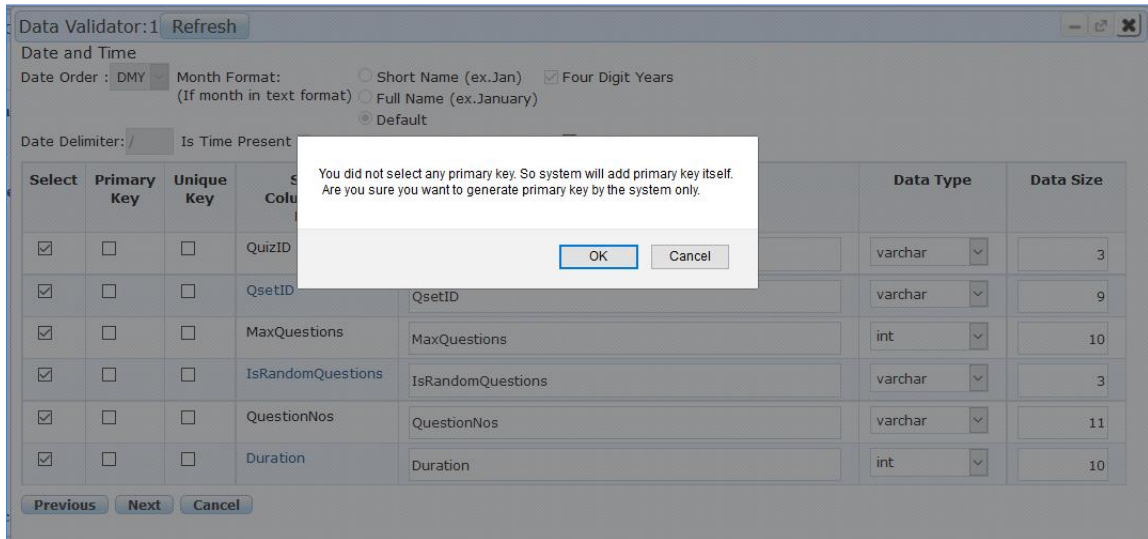 Data Validator:1 Refresh
Date and Time
Date Order : DMY Month Format: Short Name (ex.Jan) Four Digit Years
(If month in text format) Full Name (ex.January)
Default
Date Delimiter: / Is Time Present
You did not select any primary key. So system will add primary key itself.
Are you sure you want to generate primary key by the system only.
OK Cancel
Select Primary Key Unique Key Data Type Data Size
QuizID varchar 3
QsetID QsetID varchar 9
MaxQuestions MaxQuestions int 10
IsRandomQuestions IsRandomQuestions varchar 3
QuestionNos QuestionNos varchar 11
Duration Duration int 10
Previous Next Cancel